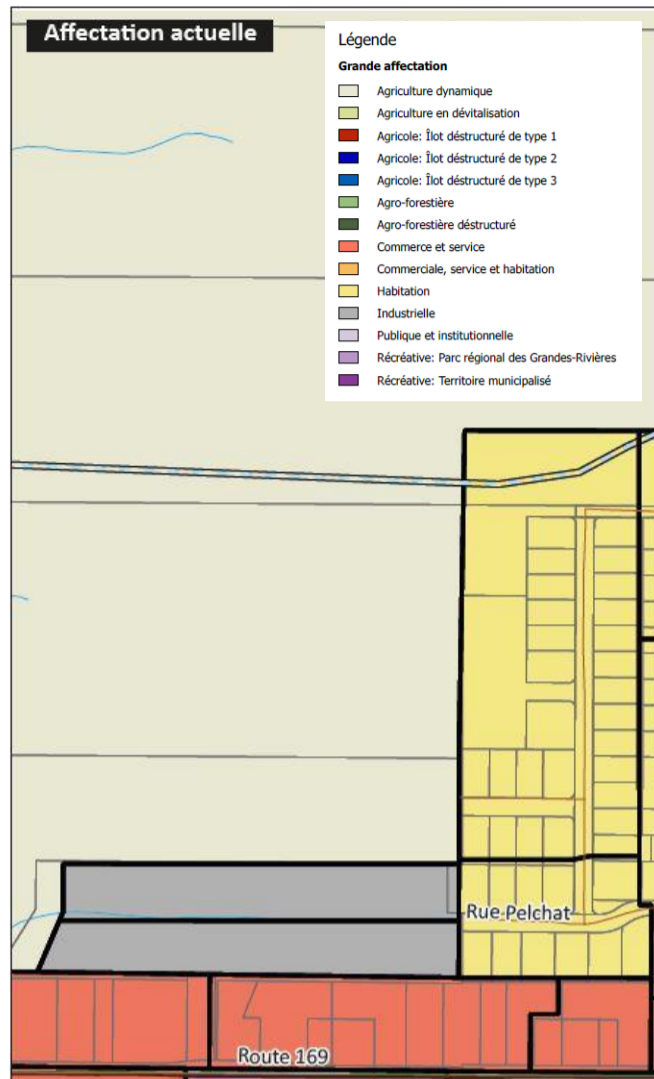 Affectation actuelle
Légende
Grande affectation
Agriculture dynamique
Agriculture en dévitalisation
Agricole: Îlot déstructuré de type 1
Agricole: Îlot déstructuré de type 2
Agricole: Îlot déstructuré de type 3
Agro-forestière
Agro-forestière déstructuré
Commerce et service
Commerciale, service et habitation
Habitation
Industrielle
Publique et institutionnelle
Récréative: Parc régional des Grandes-Rivières
Récréative: Territoire municipalisé
Rue Pelchat
Route 169